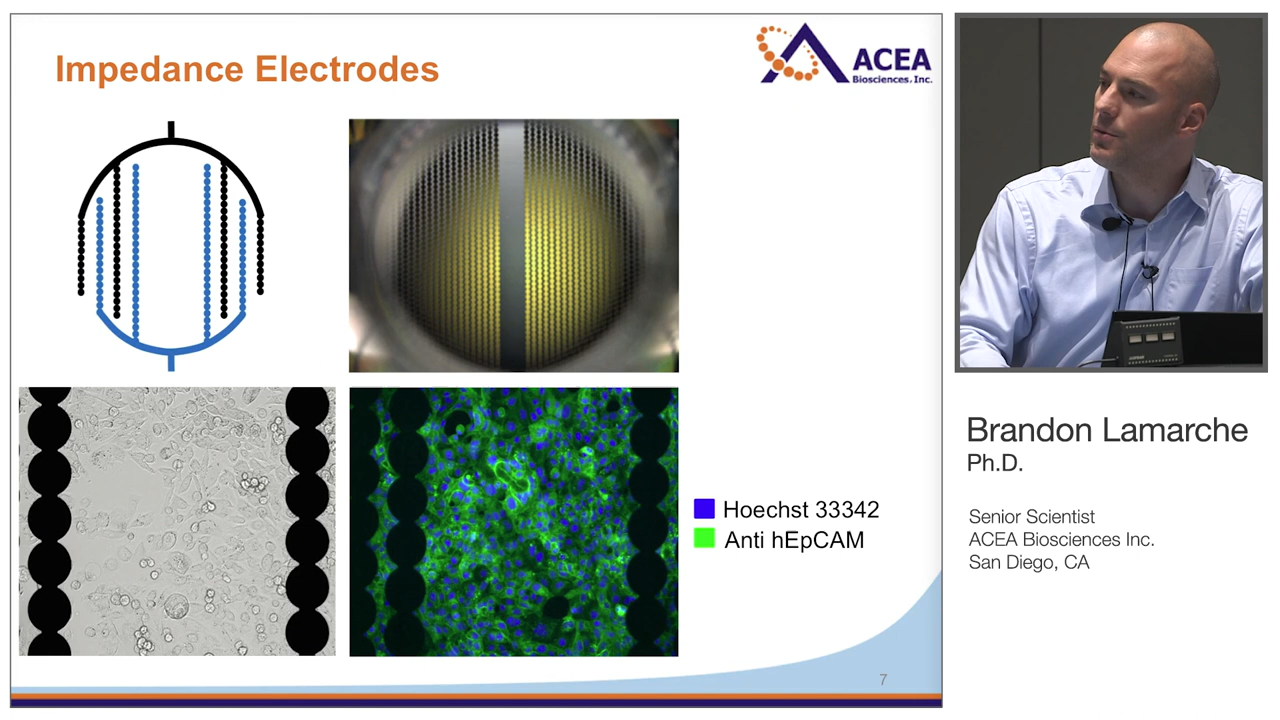 Impedance Electrodes
ACEA
Biosciences, Inc.
Hoechst 33342
Anti hEpCAM
7
Brandon Lamarche
Ph.D.
Senior Scientist
ACEA Biosciences Inc.
San Diego, CA